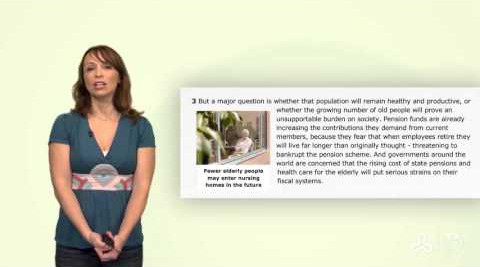 3 But a major question is whether that population will remain healthy and productive, or
whether the growing number of old people will prove an
unsupportable burden on society. Pension funds are already
increasing the contributions they demand from current
members, because they fear that when employees retire they
will live far longer than originally thought - threatening to
bankrupt the pension scheme. And governments around the
world are concerned that the rising cost of state pensions and
health care for the elderly will put serious strains on their
fiscal systems.
Fewer elderly people
may enter nursing
homes in the future